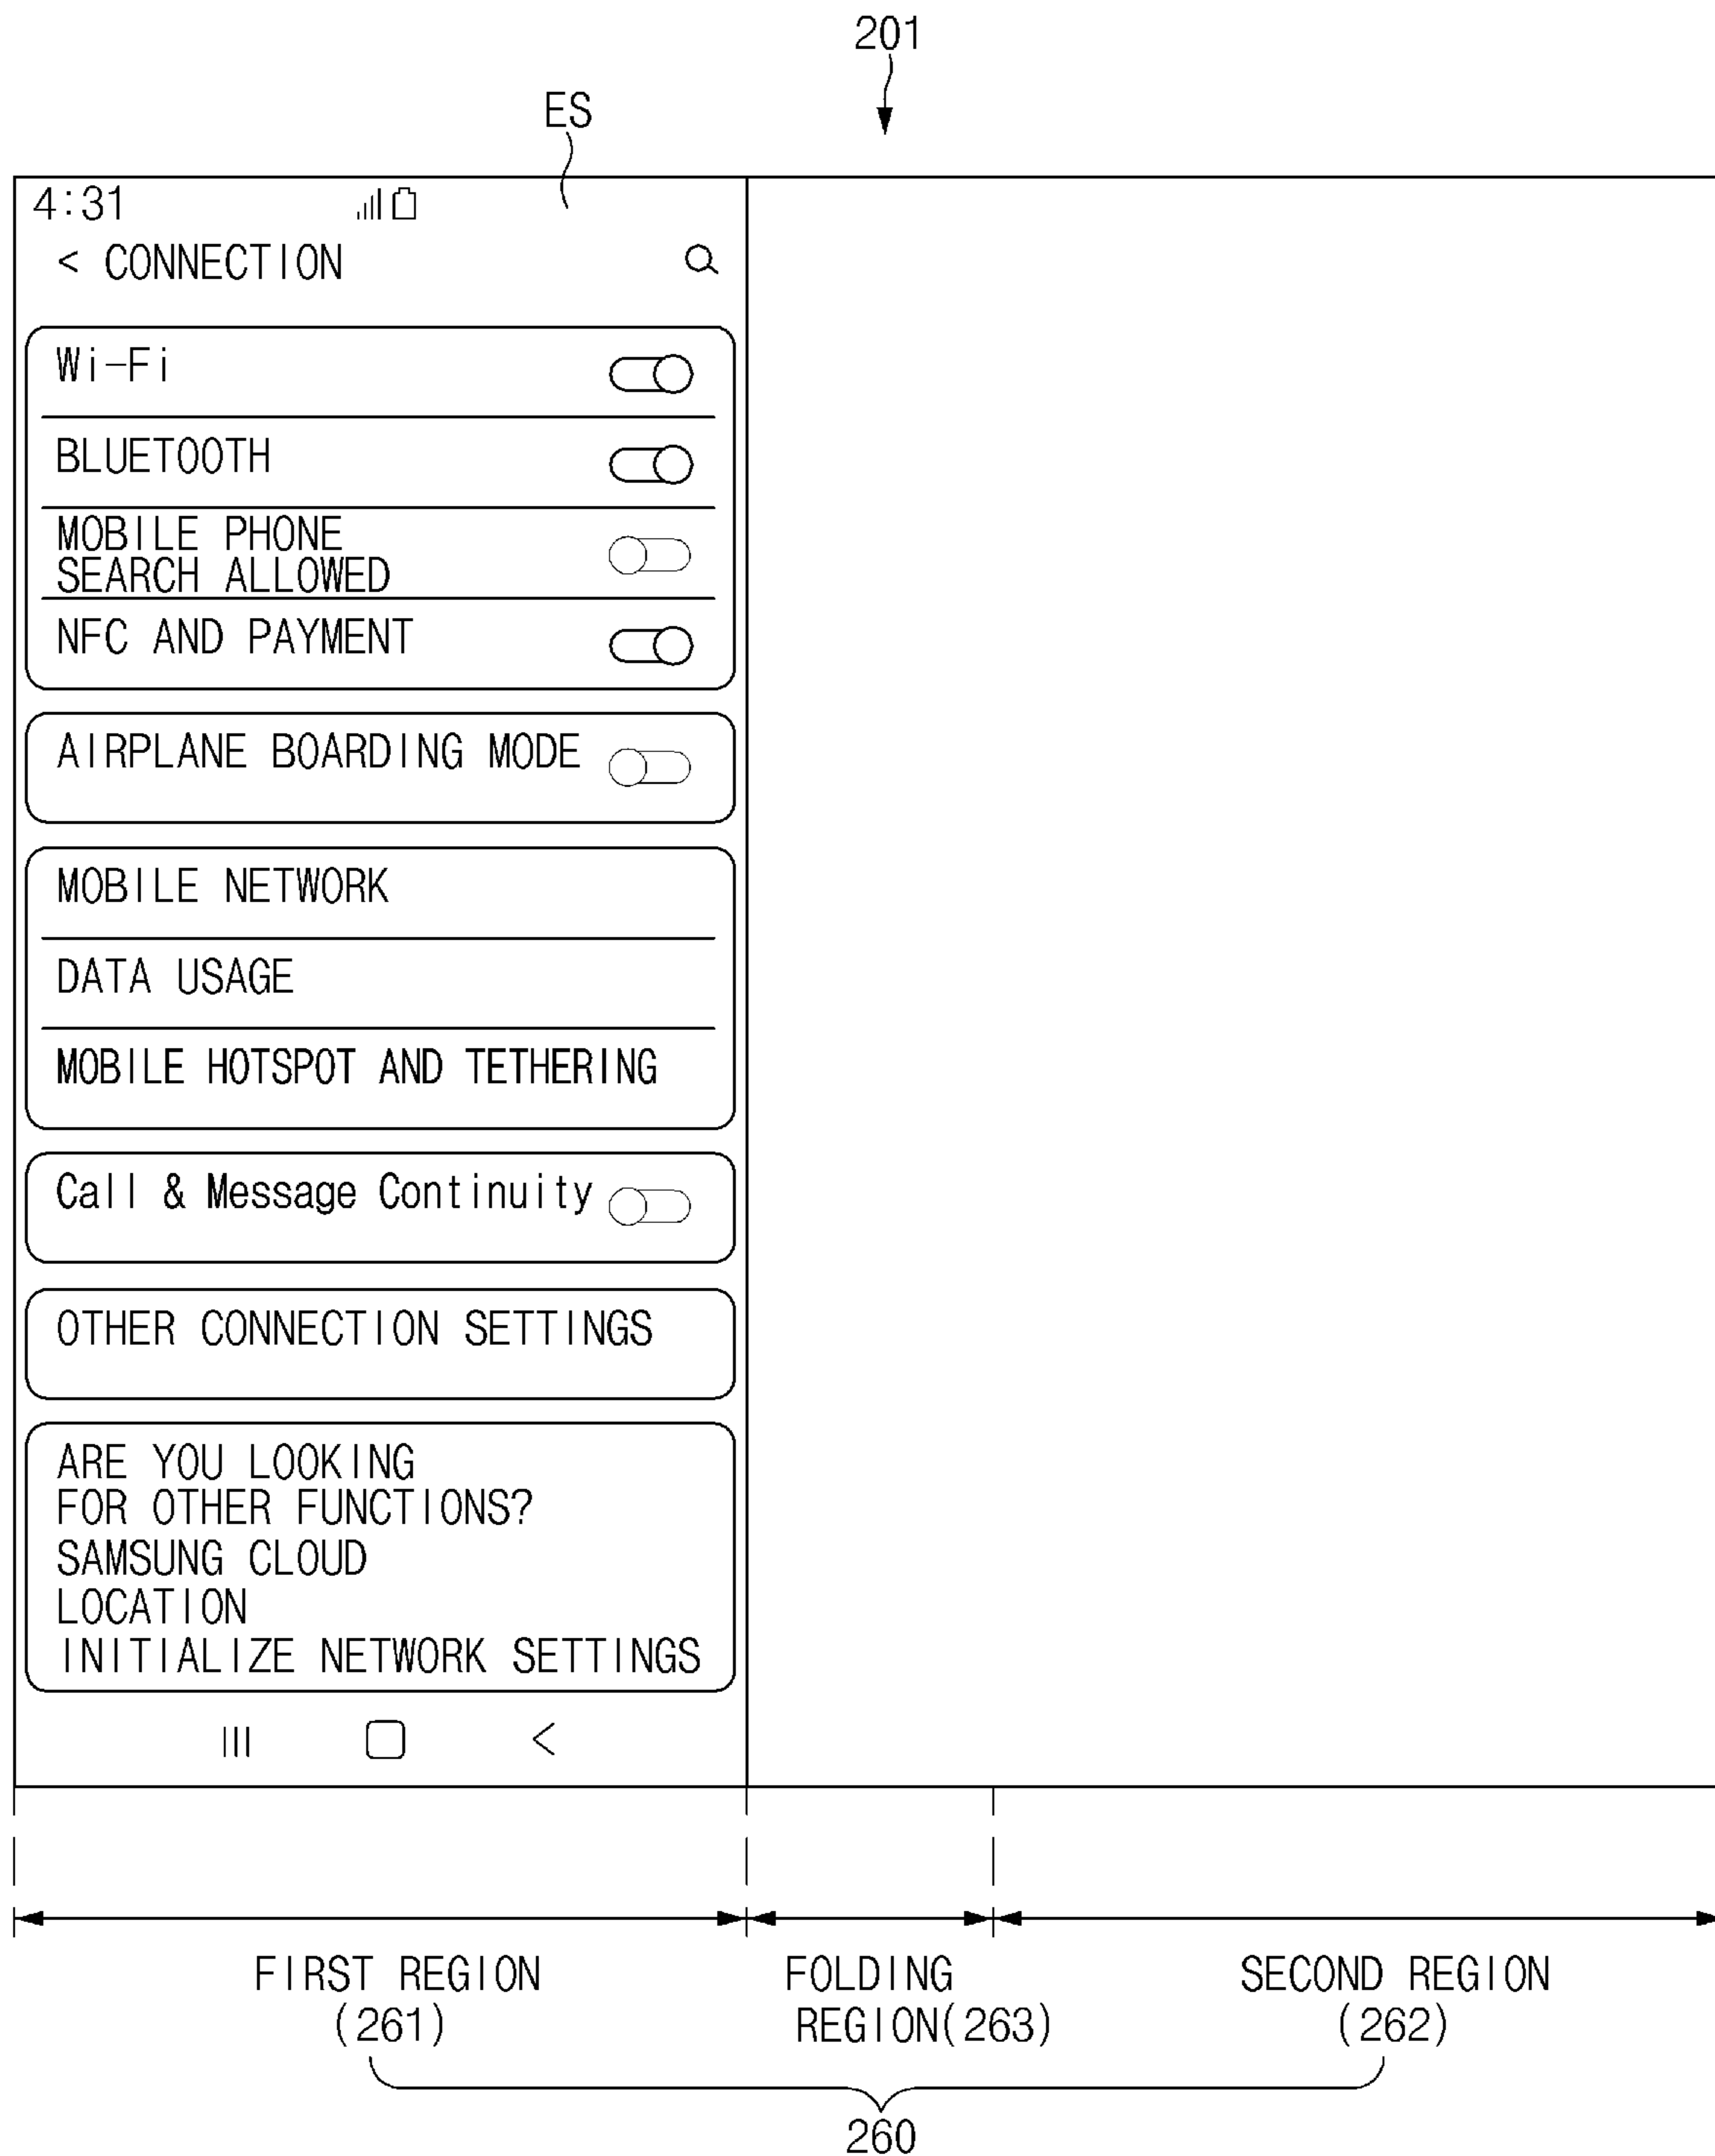 201
ES
4:31
< CONNECTION
Wi-Fi
BLUETOOTH
MOBILE PHONE
SEARCH ALLOWED
NFC AND PAYMENT
AIRPLANE BOARDING MODE
MOBILE NETWORK
DATA USAGE
MOBILE HOTSPOT AND TETHERING
Call & Message Continuity
OTHER CONNECTION SETTINGS
ARE YOU LOOKING
FOR OTHER FUNCTIONS?
SAMSUNG CLOUD
LOCATION
INITIALIZE NETWORK SETTINGS
FIRST REGION
(261)
FOLDING
REGION(263)
SECOND REGION
(262)
260